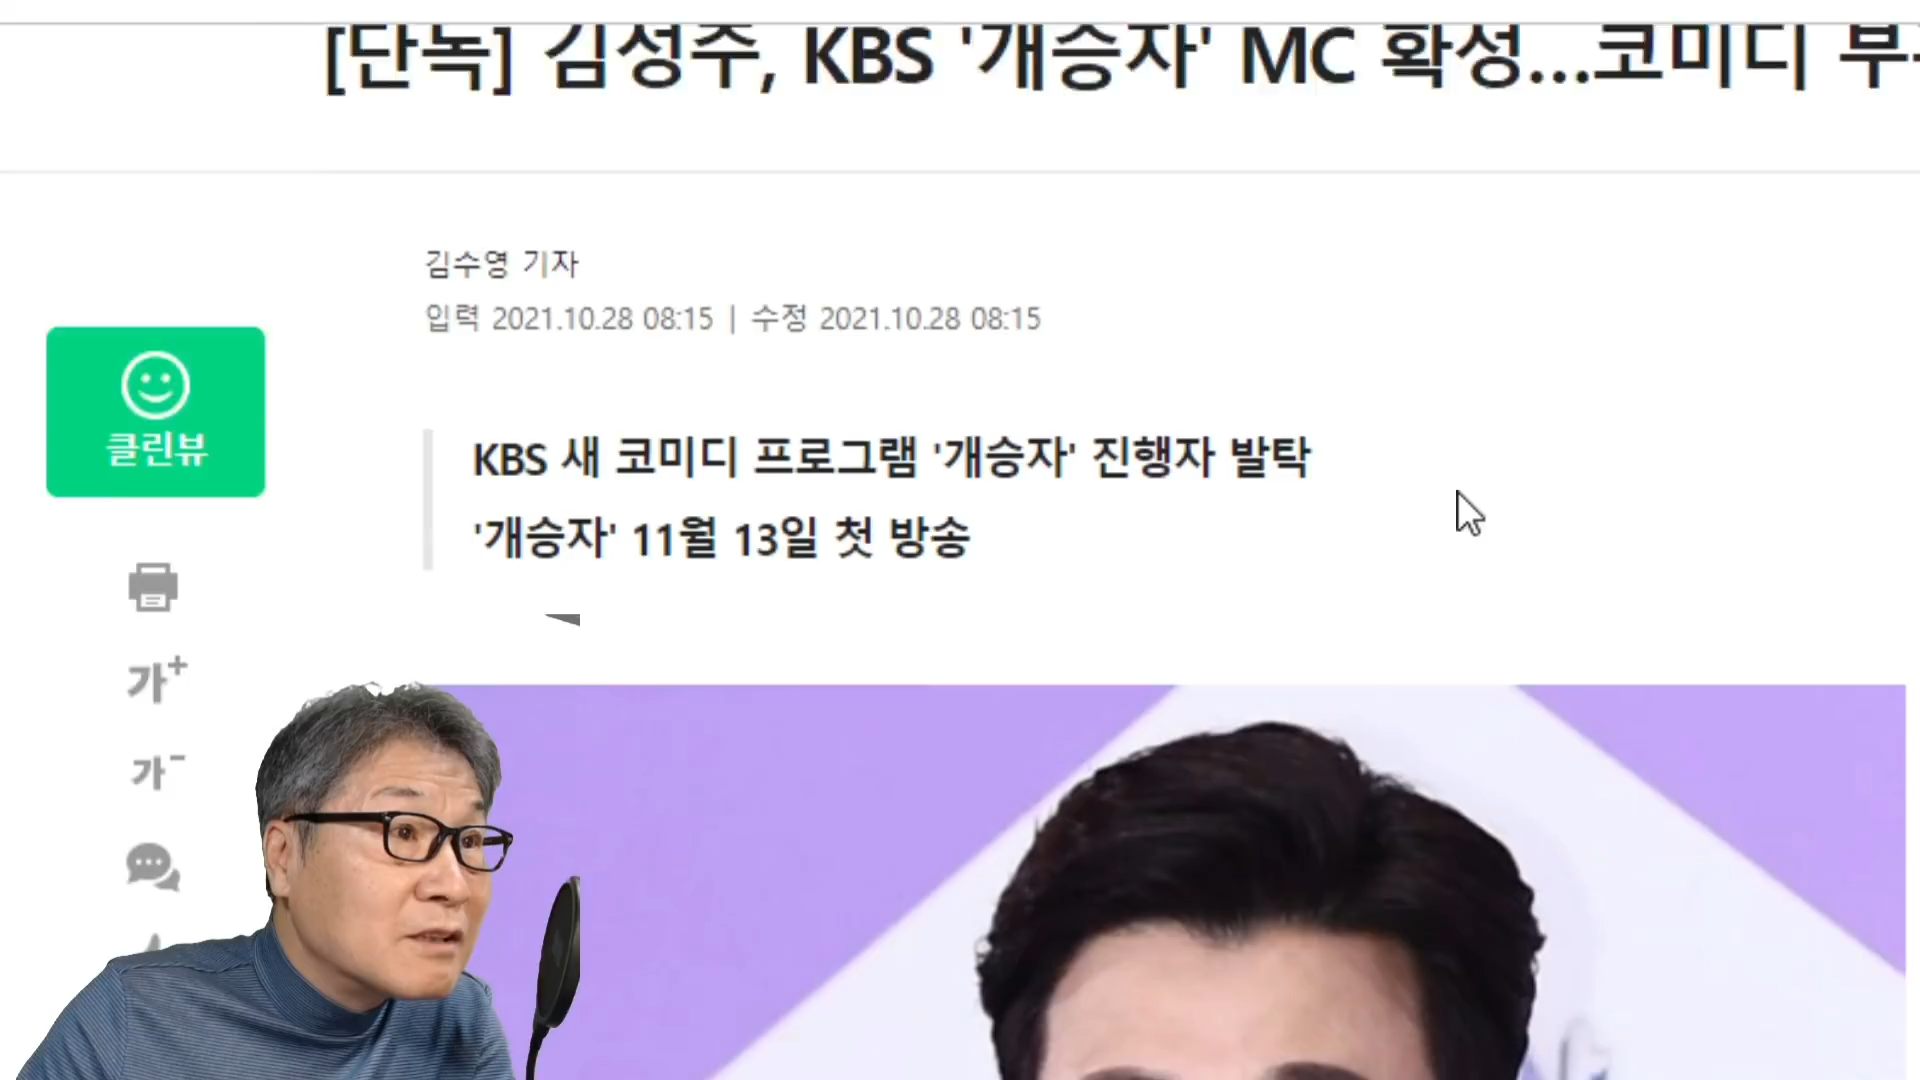 [단독] 김성주, KBS '개승자' MC 확정...코미디
김수영 기자
입력 2021.10.28 08:15 | 수정 2021.10.28 08:15
클린뷰
KBS 새 코미디 프로그램 '개승자' 진행자 발탁
'개승자' 11월 13일 첫 방송
가+
가-